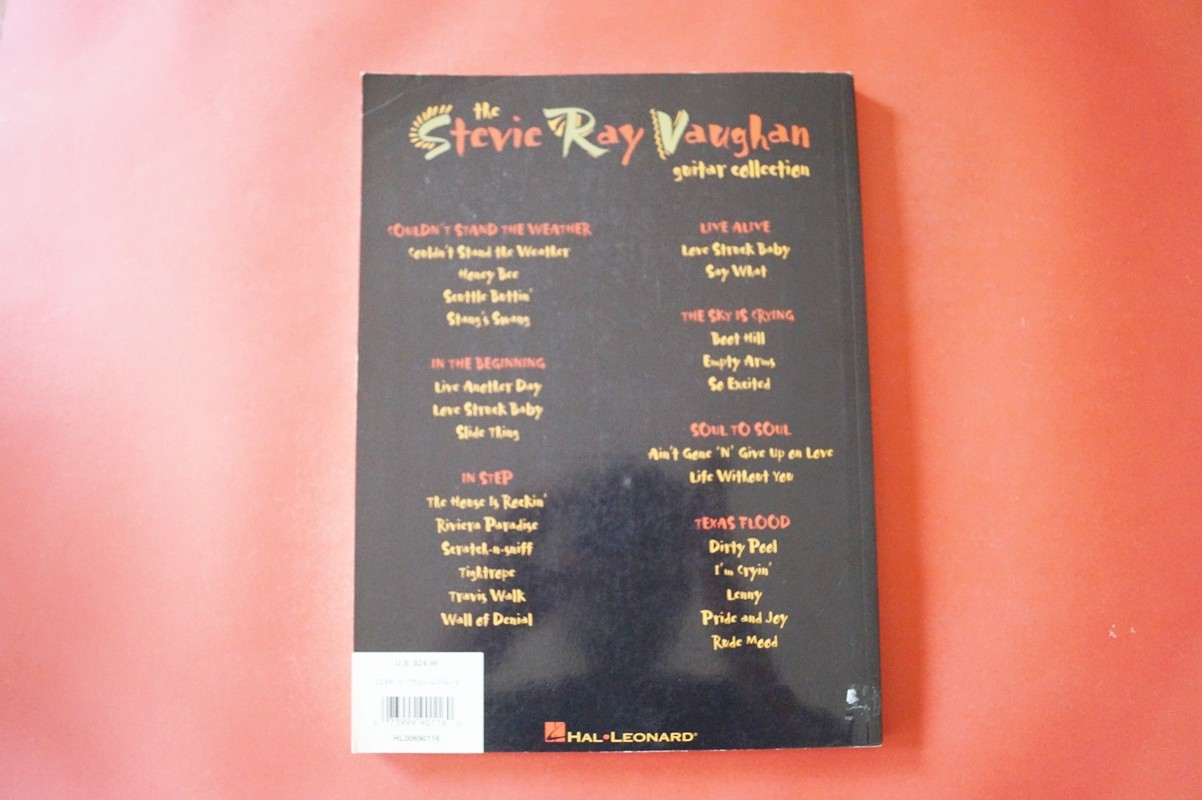 the
Stevie Ray Vaughan
guitar collection
COULDN'T STAND THE WEATHER
Couldn't Stand the Weather
Honey Bee
Scuttle Buttin'
Stang's Swang
IN THE BEGINNING
Live Another Day
Love Struck Baby
Slide Thing
IN STEP
The House Is Rockin'
Riviera Paradise
Scratch-n-sniff
Tightrope
Travis Walk
Wall of Denial
LIVE ALIVE
Love Struck Baby
Say What
THE SKY IS CRYING
Boot Hill
Empty Arms
So Excited
SOUL TO SOUL
Ain't Gone 'N' Give Up on Love
Life Without You
TEXAS FLOOD
Dirty Pool
I'm Cryin'
Lenny
Pride and Joy
Rude Mood
U.S. $24.95
HL00690116
HAL•LEONARD®